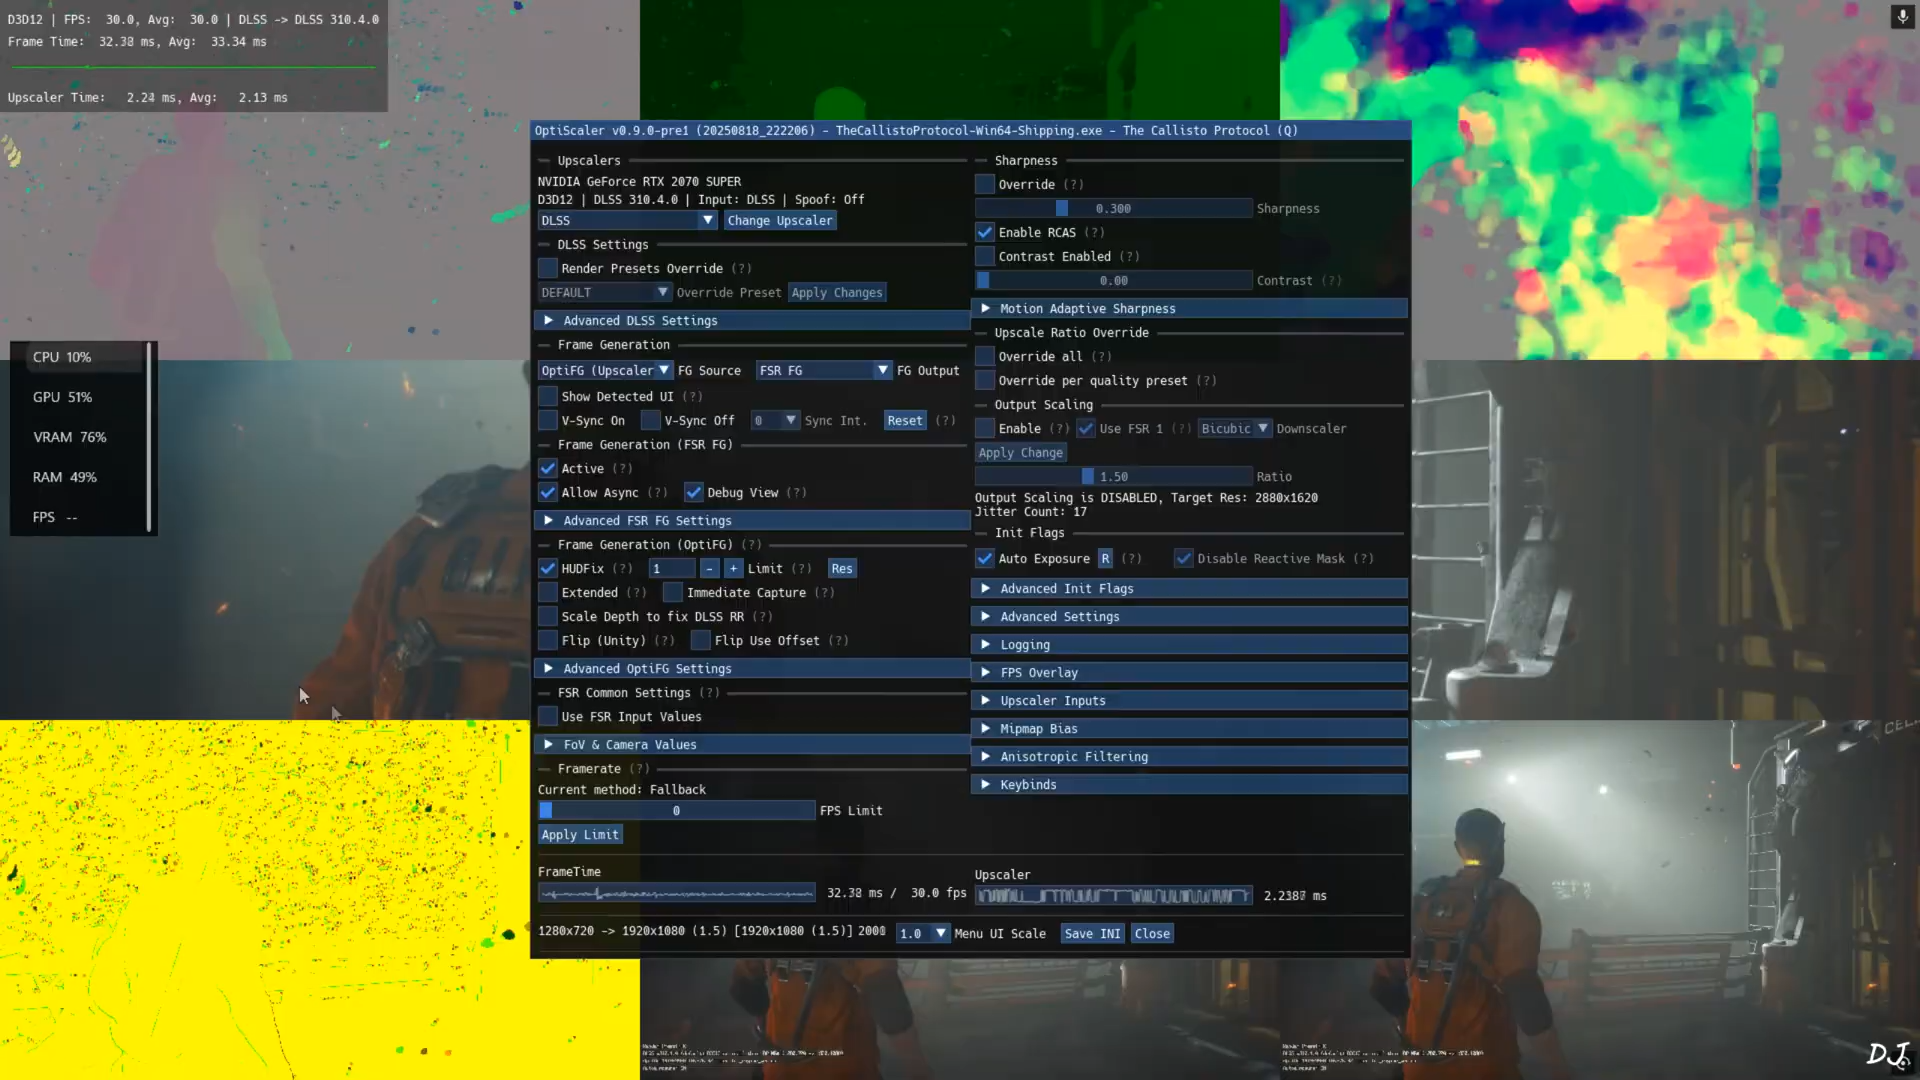 D3D12 | FPS: 30.0, Avg: 30.0 | DLSS -> DLSS 310.4.0
Frame Time: 32.38 ms, Avg: 33.34 ms
Upscaler Time: 2.24 ms, Avg: 2.13 ms
CPU 10%
GPU 51%
VRAM 76%
RAM 49%
FPS --
OptiScaler v0.9.0-pre1 (20250818_222206) - TheCallistoProtocol-Win64-Shipping.exe - The Callisto Protocol (Q)
Upscalers
NVIDIA GeForce RTX 2070 SUPER
D3D12 | DLSS 310.4.0 | Input: DLSS | Spoof: Off
DLSS Change Upscaler
DLSS Settings
Render Presets Override (?)
DEFAULT Override Preset Apply Changes
Advanced DLSS Settings
Frame Generation
OptiFG (Upscaler FG Source FSR FG FG Output
Show Detected UI (?)
V-Sync On V-Sync Off 0 Sync Int. Reset (?)
Frame Generation (FSR FG)
Active (?)
Allow Async (?) Debug View (?)
Advanced FSR FG Settings
Frame Generation (OptiFG) (?)
HUDFix (?) 1 - + Limit (?) Res
Extended (?) Immediate Capture (?)
Scale Depth to fix DLSS RR (?)
Flip (Unity) (?) Flip Use Offset (?)
Advanced OptiFG Settings
FSR Common Settings (?)
Use FSR Input Values
FoV & Camera Values
Framerate (?)
Current method: Fallback
0 FPS Limit
Apply Limit
Sharpness
Override (?)
0.300 Sharpness
Enable RCAS (?)
Contrast Enabled (?)
0.00 Contrast (?)
Motion Adaptive Sharpness
Upscale Ratio Override
Override all (?)
Override per quality preset (?)
Output Scaling
Enable (?) Use FSR 1 (?) Bicubic Downscaler
Apply Change
1.50 Ratio
Output Scaling is DISABLED, Target Res: 2880x1620
Jitter Count: 17
Init Flags
Auto Exposure R (?) Disable Reactive Mask (?)
Advanced Init Flags
Advanced Settings
Logging
FPS Overlay
Upscaler Inputs
Mipmap Bias
Anisotropic Filtering
Keybinds
FrameTime
32.38 ms / 30.0 fps
Upscaler
ms
1280x720 -> 1920x1080 (1.5) [1920x1080 (1.5)] 1.0 Menu UI Scale Save INI Close
DJ